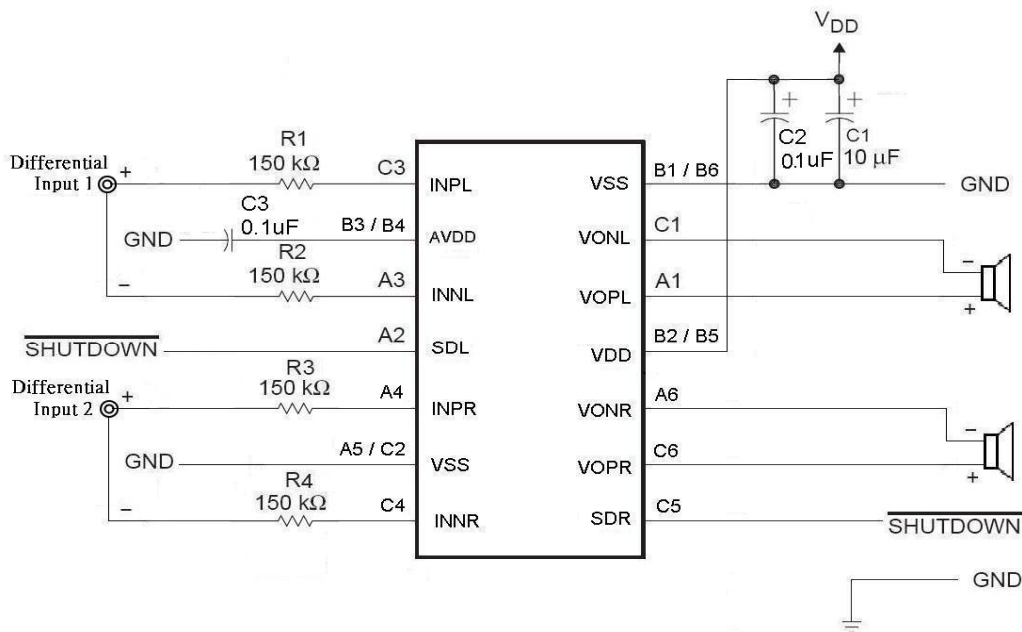 V_DD
+
+
C2
0.1uF
C1
10 µF
R1
150 kΩ
Differential
Input 1
+
C3
INPL
VSS
B1 / B6
GND
C3
0.1uF
GND
B3 / B4
AVDD
VONL
C1
R2
150 kΩ
−
−
A3
INNL
VOPL
A1
+
SHUTDOWN
A2
SDL
VDD
B2 / B5
R3
150 kΩ
Differential
Input 2
+
A4
INPR
VONR
A6
−
GND
A5 / C2
VSS
VOPR
C6
+
R4
150 kΩ
−
C4
INNR
SDR
C5
SHUTDOWN
GND